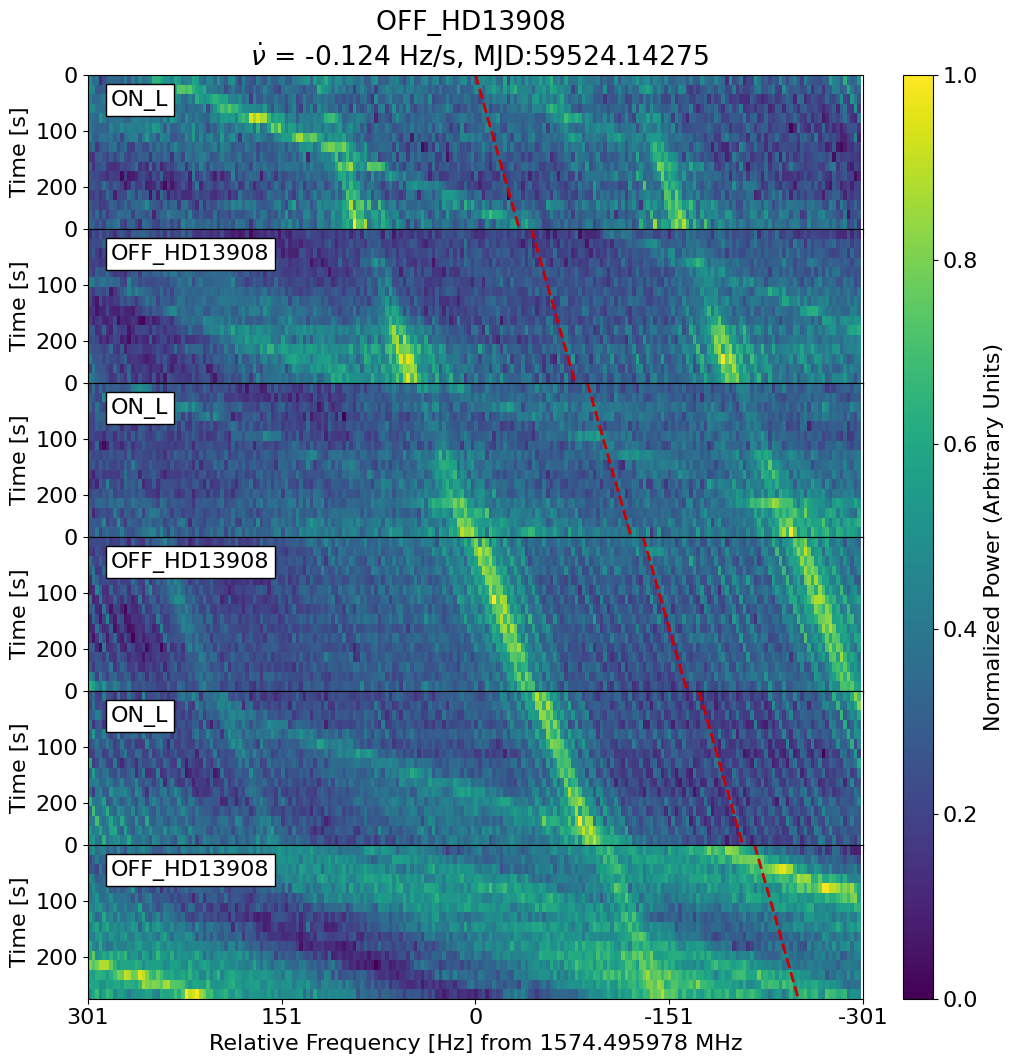 OFF_HD13908
ν̇ = -0.124 Hz/s, MJD:59524.14275
ON_L
OFF_HD13908
ON_L
OFF_HD13908
ON_L
OFF_HD13908
Time [s]
0
100
200
Time [s]
0
100
200
Time [s]
0
100
200
Time [s]
0
100
200
Time [s]
0
100
200
Time [s]
0
100
200
301
151
0
-151
-301
Relative Frequency [Hz] from 1574.495978 MHz
1.0
0.8
0.6
0.4
0.2
0.0
Normalized Power (Arbitrary Units)